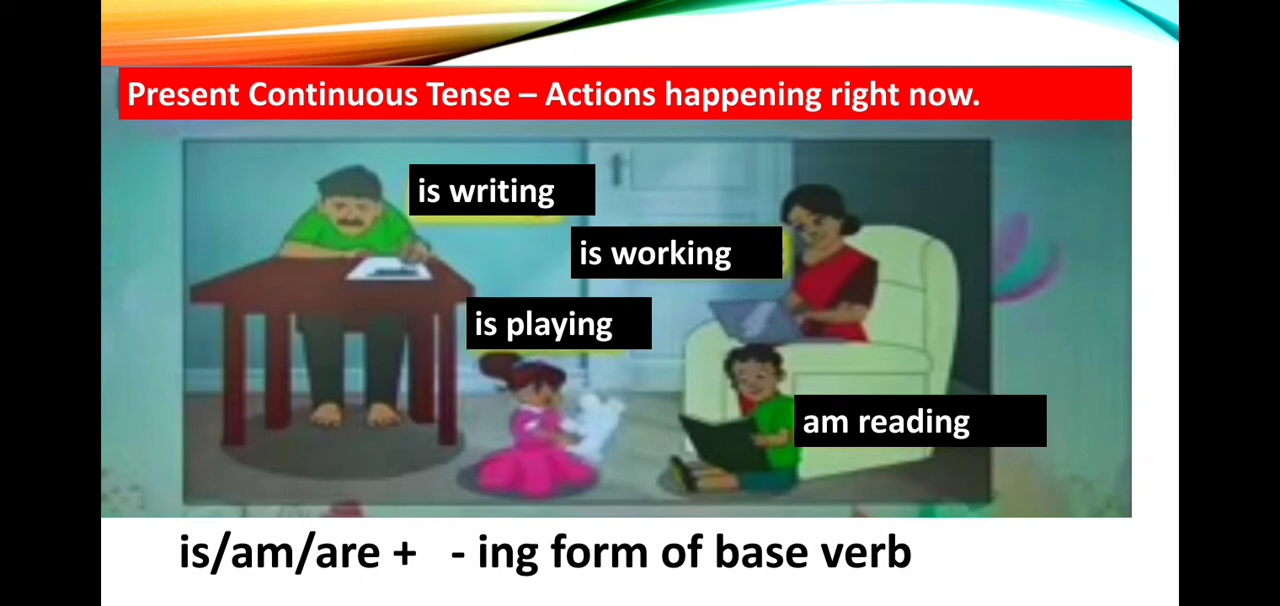 Present Continuous Tense – Actions happening right now.
is writing
is working
is playing
am reading
is/am/are + - ing form of base verb